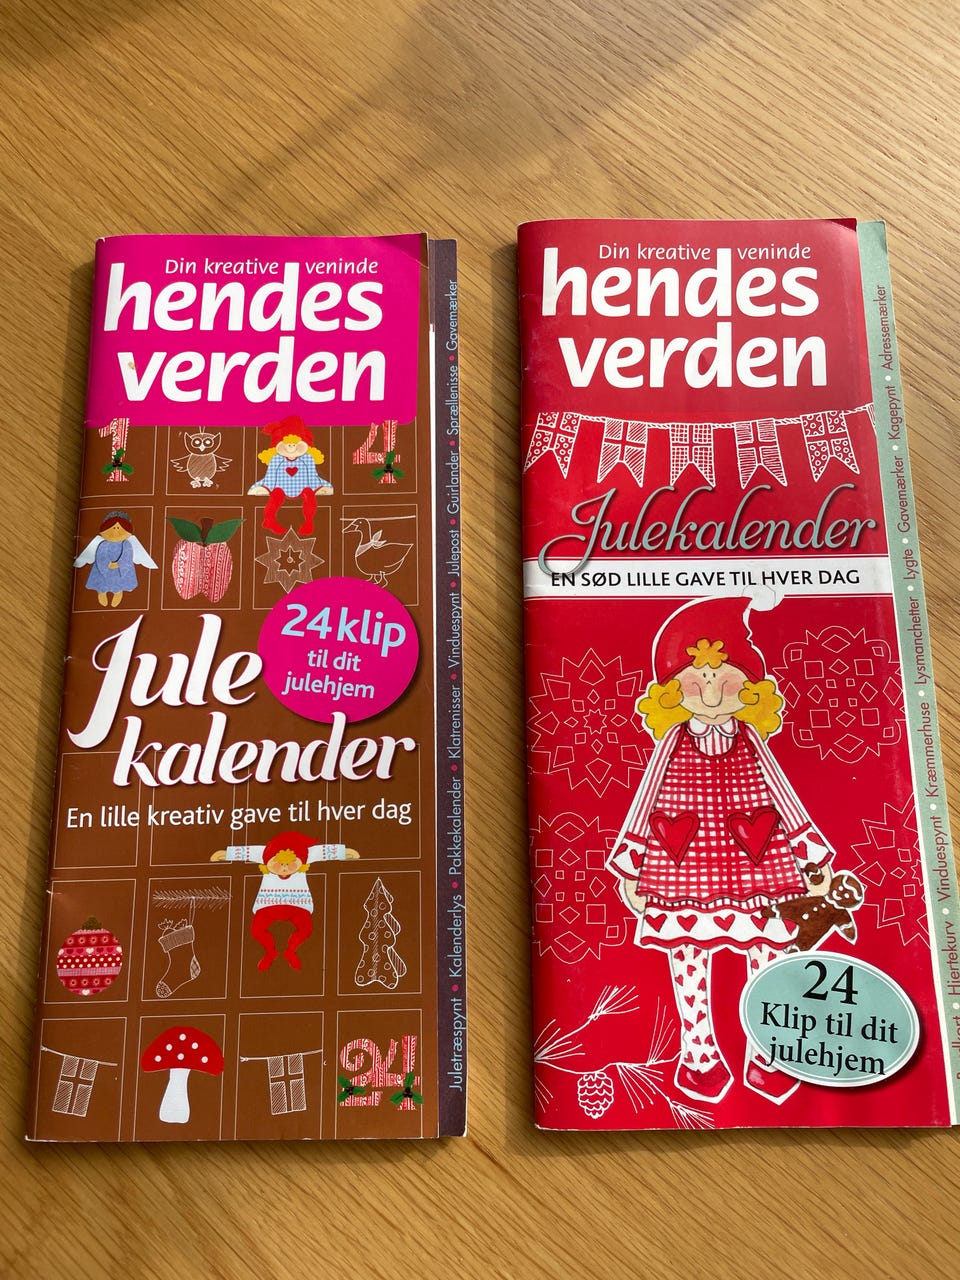 Din kreative veninde
hendes
verden
24
24 klip
til dit
julehjem
Jule
kalender
En lille kreativ gave til hver dag
24
Juletræspynt • Kalenderlys • Pakkekalender • Klatrenisser • Vinduespynt • Julepost • Guirlander • Sprællenisse • Gavemærker
Din kreative veninde
hendes
verden
Julekalender
EN SØD LILLE GAVE TIL HVER DAG
24
Klip til dit
julehjem
Hjertekurv • Vinduespynt • Kræmmerhuse • Lysmanchetter • Lygte • Gavemærker • Kagepynt • Adressemærker